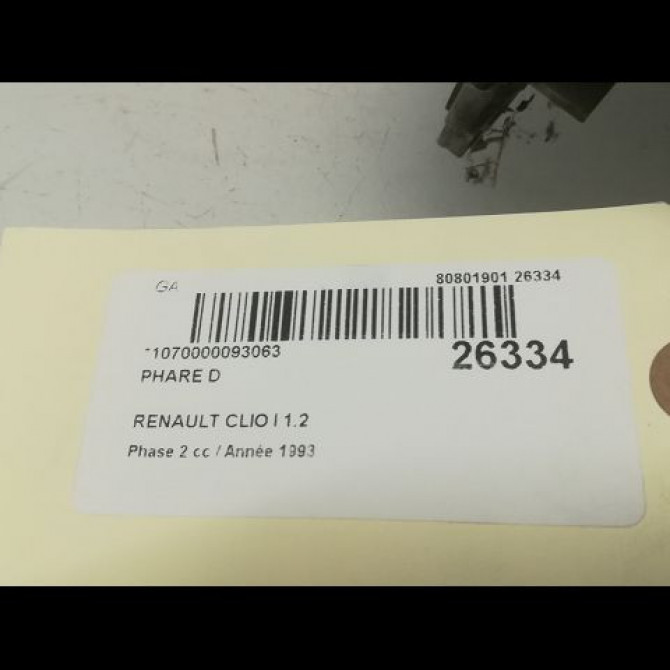 GA 80801901 26334
-1070000093063 26334
PHARE D
RENAULT CLIO I 1.2
Phase 2 cc / Année 1993